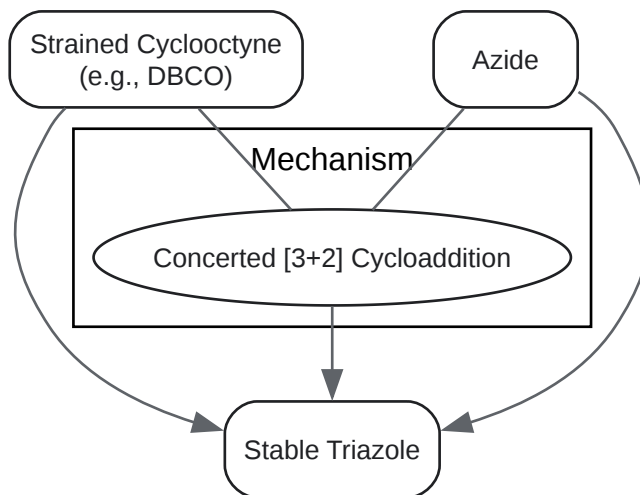 Strained Cyclooctyne
(e.g., DBCO)
Azide
Mechanism
Concerted [3+2] Cycloaddition
Stable Triazole